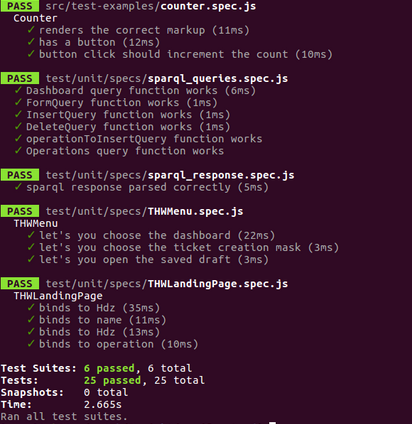 PASS src/test-examples/counter.spec.js
Counter
✓ renders the correct markup (11ms)
✓ has a button (12ms)
✓ button click should increment the count (10ms)
PASS test/unit/specs/sparql_queries.spec.js
✓ Dashboard query function works (6ms)
✓ FormQuery function works (1ms)
✓ InsertQuery function works (1ms)
✓ DeleteQuery function works (1ms)
✓ operationToInsertQuery function works
✓ Operations query function works
PASS test/unit/specs/sparql_response.spec.js
✓ sparql response parsed correctly (5ms)
PASS test/unit/specs/THWMenu.spec.js
THWMenu
✓ let's you choose the dashboard (22ms)
✓ let's you choose the ticket creation mask (3ms)
✓ let's you open the saved draft (3ms)
PASS test/unit/specs/THWLandingPage.spec.js
THWLandingPage
✓ binds to Hdz (35ms)
✓ binds to name (11ms)
✓ binds to Hdz (13ms)
✓ binds to operation (10ms)
Test Suites: 6 passed, 6 total
Tests: 25 passed, 25 total
Snapshots: 0 total
Time: 2.665s
Ran all test suites.